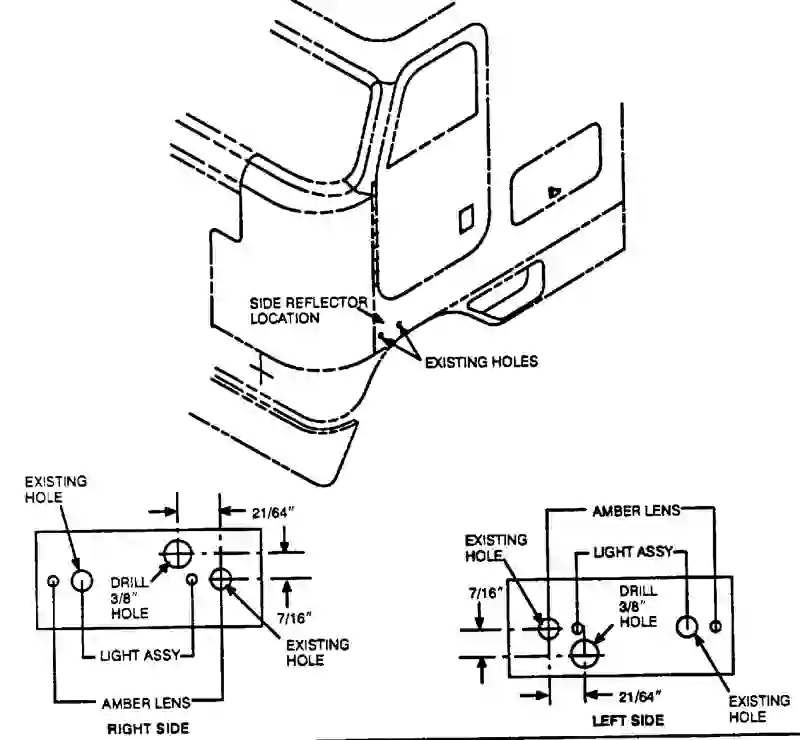 SIDE REFLECTOR
LOCATION
EXISTING HOLES
EXISTING
HOLE
21/64"
DRILL
3/8"
HOLE
7/16"
EXISTING
HOLE
LIGHT ASSY
AMBER LENS
RIGHT SIDE
AMBER LENS
EXISTING
HOLE
LIGHT ASSY
7/16"
DRILL
3/8"
HOLE
21/64"
EXISTING
HOLE
LEFT SIDE